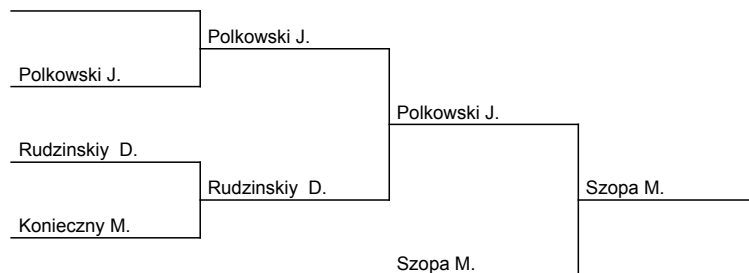 Polkowski J.
Polkowski J.
Polkowski J.
Rudzinskiy  D.
Rudzinskiy  D.
Szopa M.
Konieczny M.
Szopa M.